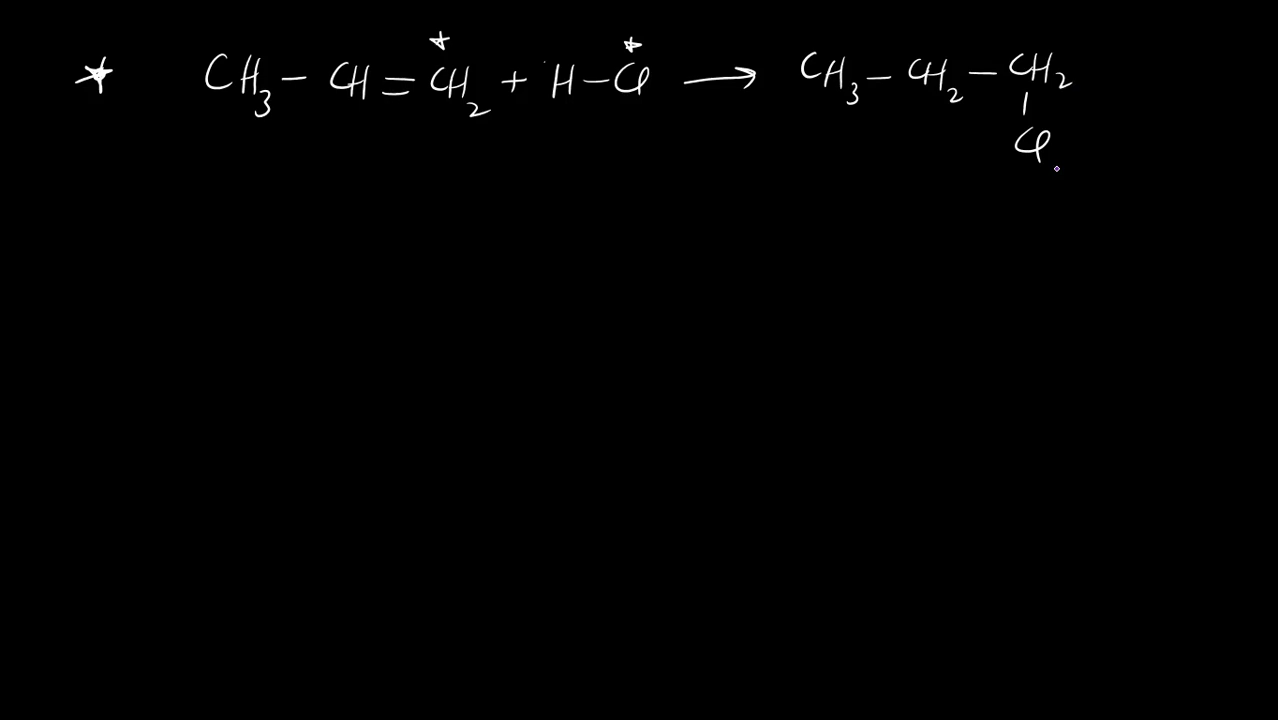 ★ CH₃ – CH = CH₂ + H – Cl ⟶ CH₃ – CH₂ – CH₂
Cl